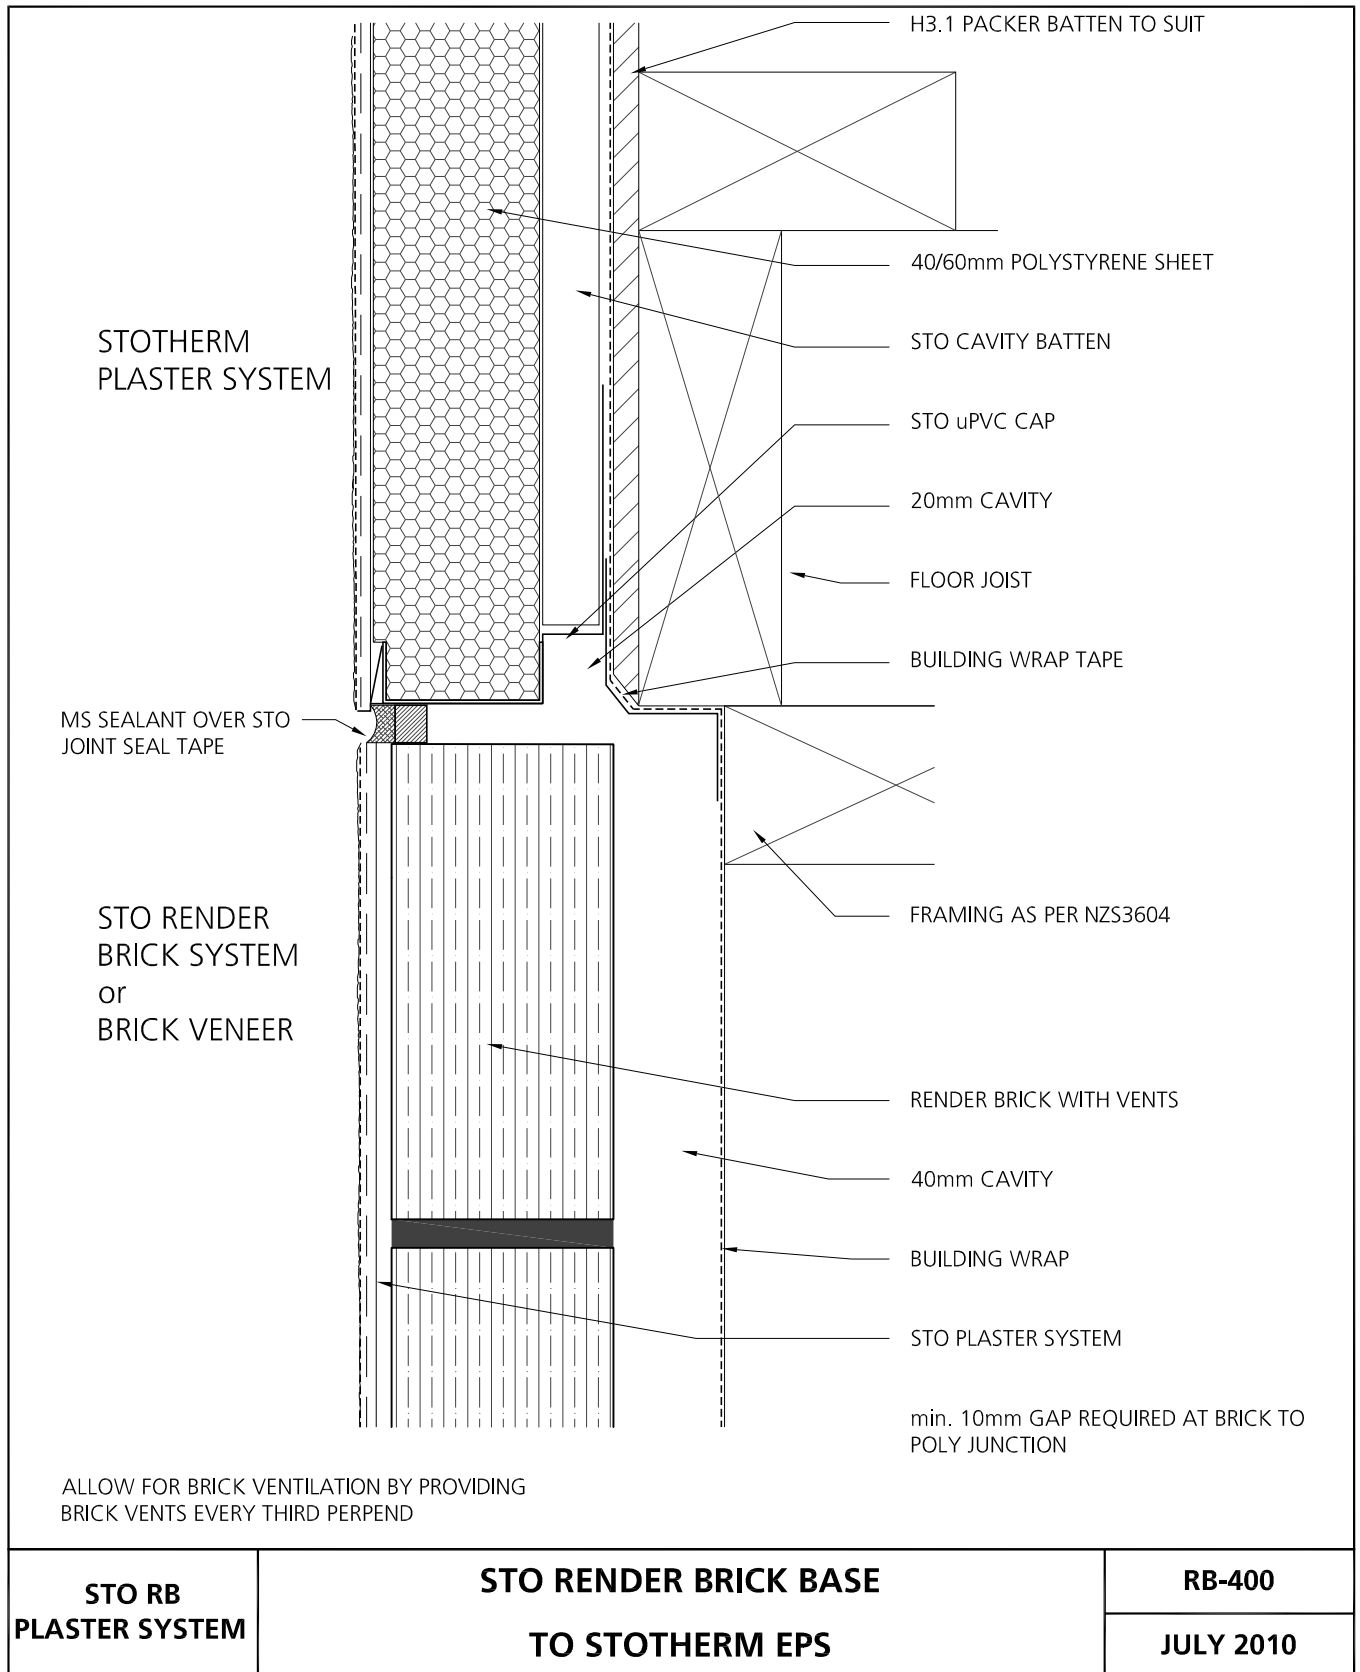 H3.1 PACKER BATTEN TO SUIT
40/60mm POLYSTYRENE SHEET
STOTHERM
PLASTER SYSTEM
STO CAVITY BATTEN
STO uPVC CAP
20mm CAVITY
FLOOR JOIST
BUILDING WRAP TAPE
MS SEALANT OVER STO
JOINT SEAL TAPE
STO RENDER
BRICK SYSTEM
or
BRICK VENEER
FRAMING AS PER NZS3604
RENDER BRICK WITH VENTS
40mm CAVITY
BUILDING WRAP
STO PLASTER SYSTEM
min. 10mm GAP REQUIRED AT BRICK TO
POLY JUNCTION
ALLOW FOR BRICK VENTILATION BY PROVIDING
BRICK VENTS EVERY THIRD PERPEND
STO RB
PLASTER SYSTEM
STO RENDER BRICK BASE
TO STOTHERM EPS
RB-400
JULY 2010